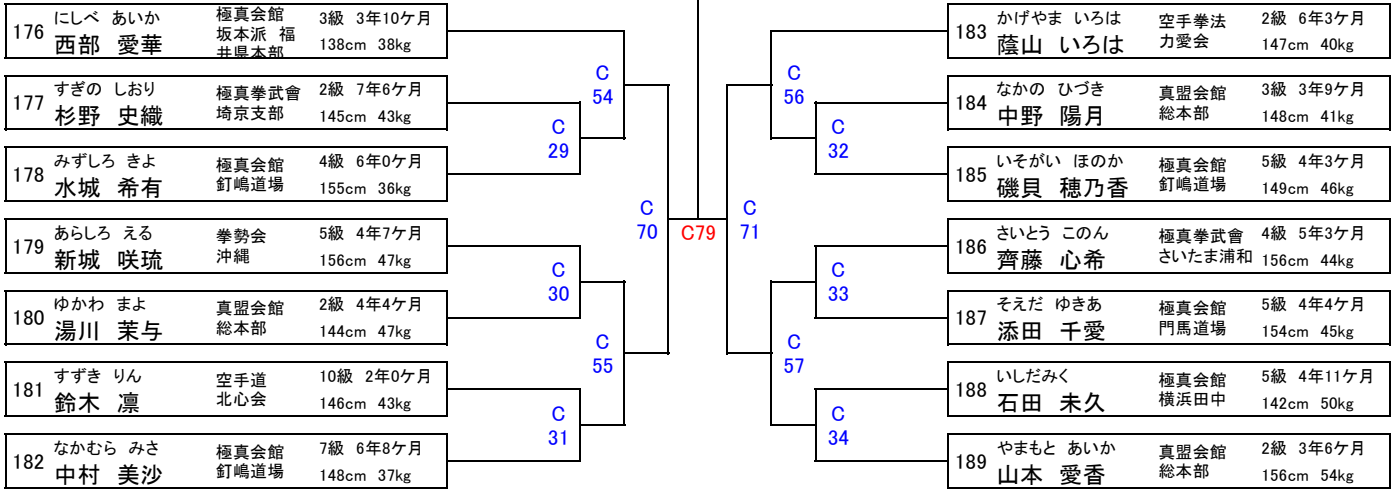 176
にしべ あいか
西部 愛華
極真会館
坂本派 福
井県本部
3級 3年10ケ月
138cm 38kg
177
すぎの しおり
杉野 史織
極真拳武會
埼京支部
2級 7年6ケ月
145cm 43kg
178
みずしろ きよ
水城 希有
極真会館
釘嶋道場
4級 6年0ケ月
155cm 36kg
179
あらしろ える
新城 咲琉
拳勢会
沖縄
5級 4年7ケ月
156cm 47kg
180
ゆかわ まよ
湯川 茉与
真盟会館
総本部
2級 4年4ケ月
144cm 47kg
181
すずき りん
鈴木 凛
空手道
北心会
10級 2年0ケ月
146cm 43kg
182
なかむら みさ
中村 美沙
極真会館
釘嶋道場
7級 6年8ケ月
148cm 37kg
C
54
C
29
C
70
C
30
C
55
C
31
C79
C
56
C
32
C
71
C
33
C
57
C
34
183
かげやま いろは
蔭山 いろは
空手拳法
力愛会
2級 6年3ケ月
147cm 40kg
184
なかの ひづき
中野 陽月
真盟会館
総本部
3級 3年9ケ月
148cm 41kg
185
いそがい ほのか
磯貝 穂乃香
極真会館
釘嶋道場
5級 4年3ケ月
149cm 46kg
186
さいとう このん
齊藤 心希
極真拳武會
さいたま浦和
4級 5年3ケ月
156cm 44kg
187
そえだ ゆきあ
添田 千愛
極真会館
門馬道場
5級 4年4ケ月
154cm 45kg
188
いしだみく
石田 未久
極真会館
横浜田中
5級 4年11ケ月
142cm 50kg
189
やまもと あいか
山本 愛香
真盟会館
総本部
2級 3年6ケ月
156cm 54kg